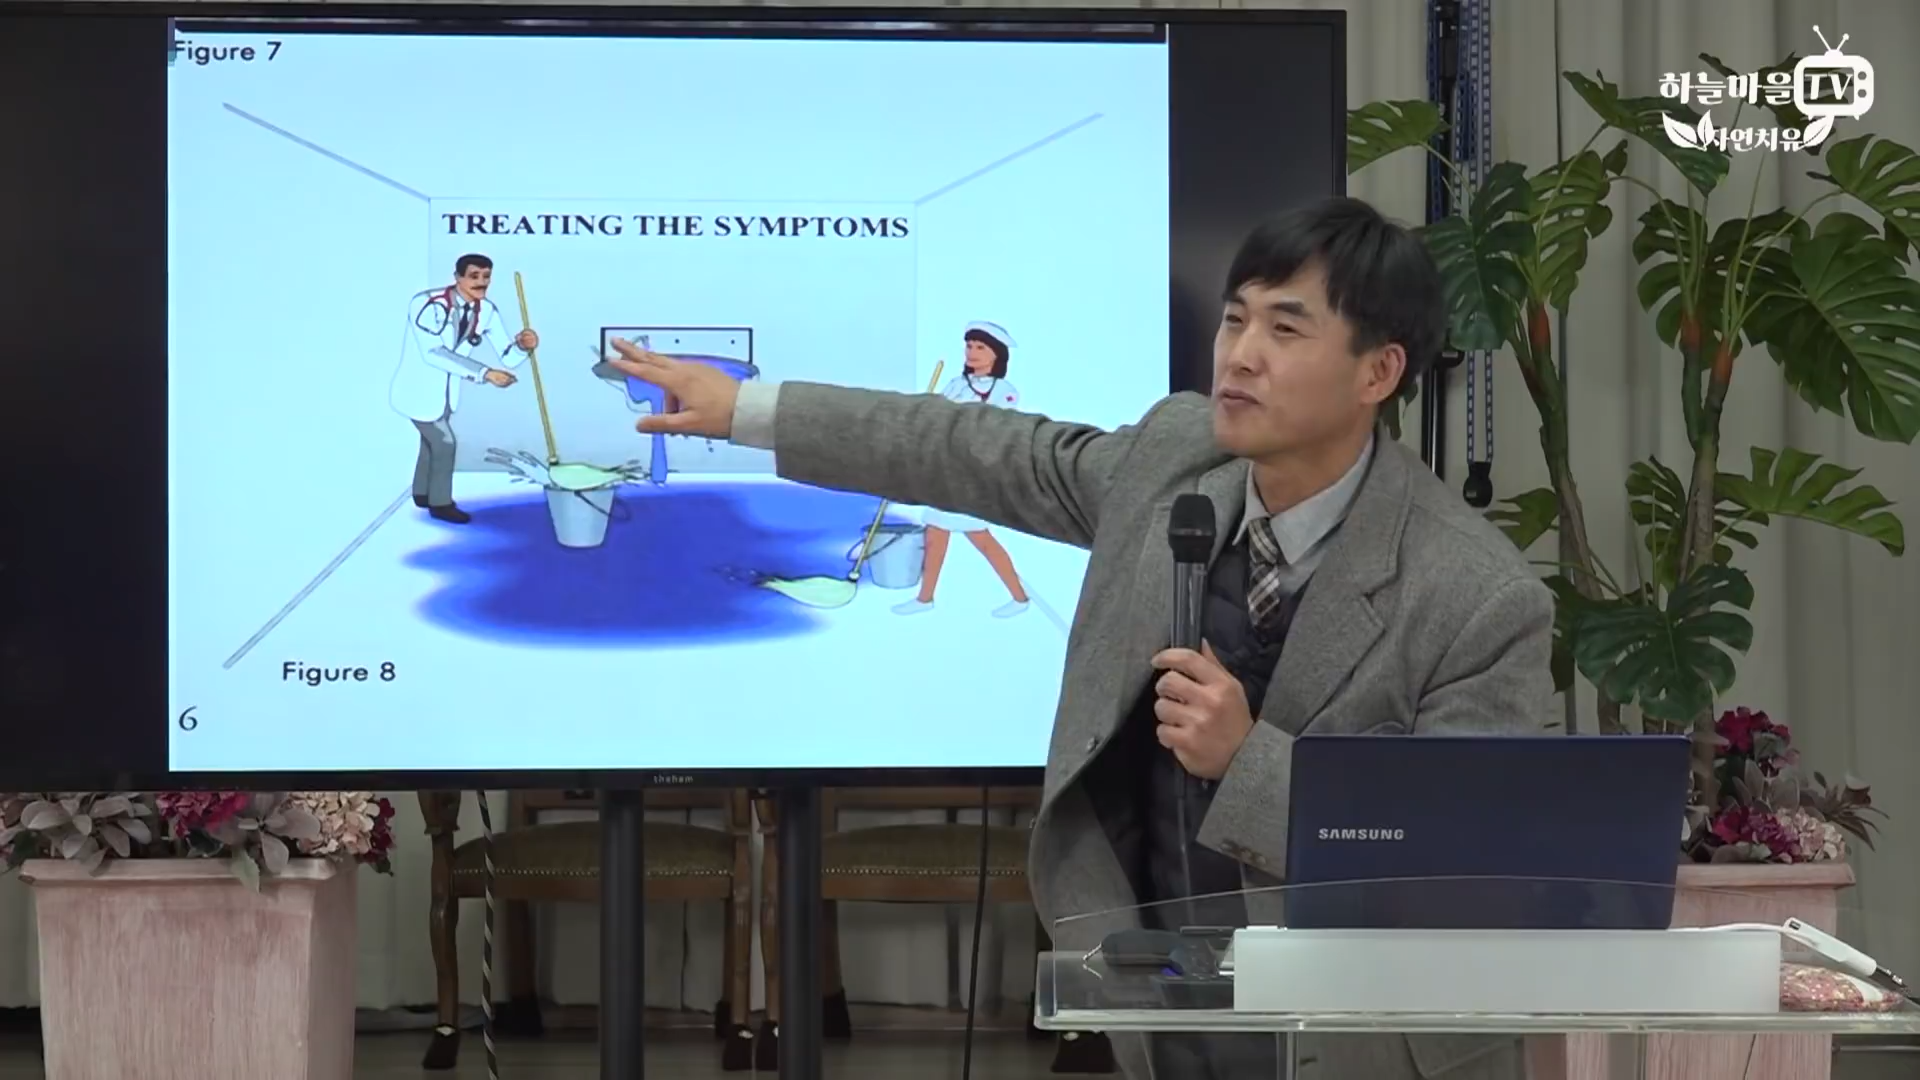 Figure 7
TREATING THE SYMPTOMS
Figure 8
6
하늘마을TV
자연치유
SAMSUNG
theham